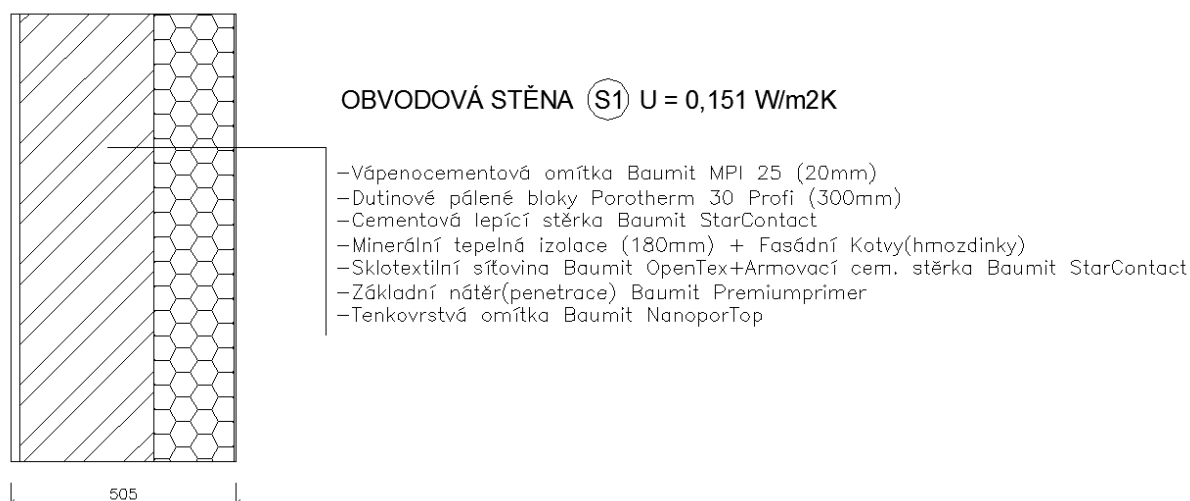 OBVODOVÁ STĚNA S1 U = 0,151 W/m2K
-Vápenocementová omítka Baumit MPI 25 (20mm)
-Dutinové pálené bloky Porotherm 30 Profi (300mm)
-Cementová lepící stěrka Baumit StarContact
-Minerální tepelná izolace (180mm) + Fasádní Kotvy(hmozdinky)
-Sklotextilní síťovina Baumit OpenTex+Armovací cem. stěrka Baumit StarContact
-Základní nátěr(penetrace) Baumit Premiumprimer
-Tenkovrstvá omítka Baumit NanoporTop
505